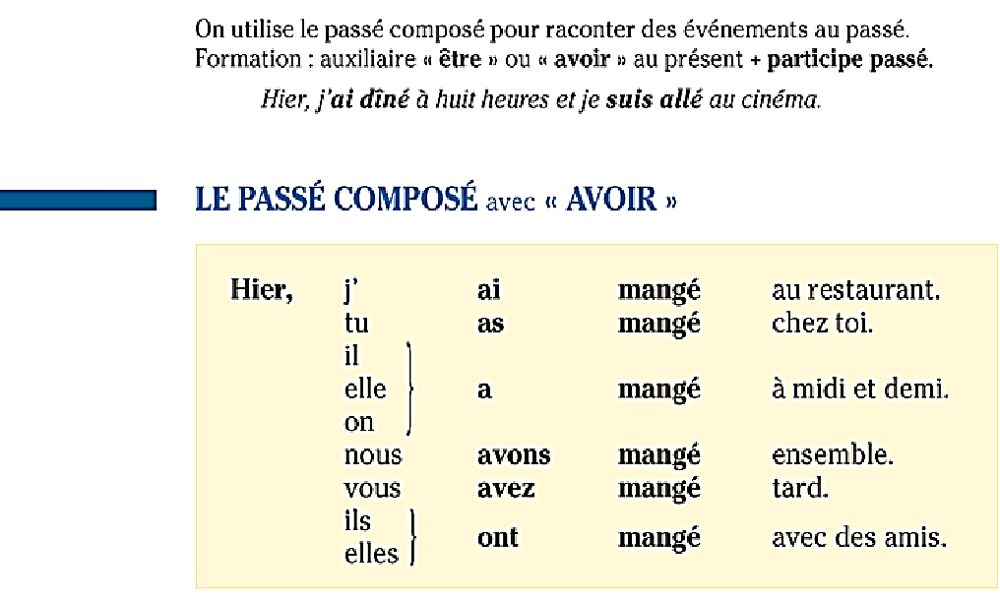 On utilise le passé composé pour raconter des événements au passé.
Formation : auxiliaire « être » ou « avoir » au présent + participe passé.
Hier, j'ai dîné à huit heures et je suis allé au cinéma.
LE PASSÉ COMPOSÉ avec « AVOIR »
Hier, j' ai mangé au restaurant.
tu as mangé chez toi.
il
elle a mangé à midi et demi.
on
nous avons mangé ensemble.
vous avez mangé tard.
ils
elles ont mangé avec des amis.